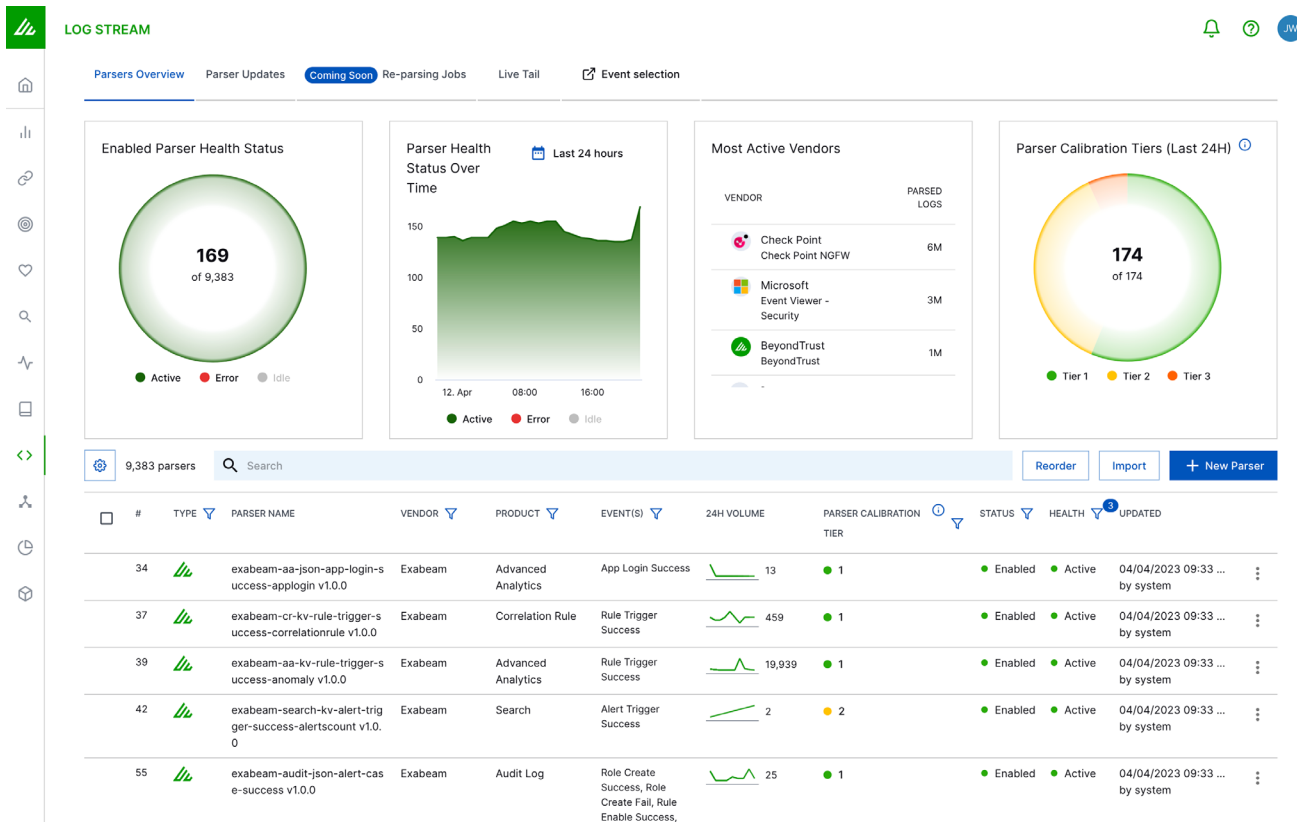 LOG STREAM
JW
Parsers Overview
Parser Updates
Coming Soon Re-parsing Jobs
Live Tail
Event selection
Enabled Parser Health Status
169
of 9,383
Active Error Idle
Parser Health
Status Over
Time
Last 24 hours
150
100
50
0
12. Apr 08:00 16:00
Active Error Idle
Most Active Vendors
VENDOR
PARSED
LOGS
Check Point
Check Point NGFW
6M
Microsoft
Event Viewer -
Security
3M
BeyondTrust
BeyondTrust
1M
Parser Calibration Tiers (Last 24H)
174
of 174
Tier 1 Tier 2 Tier 3
9,383 parsers
Search
Reorder
Import
New Parser
# TYPE PARSER NAME VENDOR PRODUCT EVENT(S) 24H VOLUME
PARSER CALIBRATION
TIER
STATUS HEALTH 3 UPDATED
34
exabeam-aa-json-app-login-s
uccess-applogin v1.0.0
Exabeam
Advanced
Analytics
App Login Success
13
1
Enabled
Active
04/04/2023 09:33 ...
by system
37
exabeam-cr-kv-rule-trigger-s
uccess-correlationrule v1.0.0
Exabeam
Correlation Rule
Rule Trigger
Success
459
1
Enabled
Active
04/04/2023 09:33 ...
by system
39
exabeam-aa-kv-rule-trigger-s
uccess-anomaly v1.0.0
Exabeam
Advanced
Analytics
Rule Trigger
Success
19,939
1
Enabled
Active
04/04/2023 09:33 ...
by system
42
exabeam-search-kv-alert-trig
ger-success-alertscount v1.0.
0
Exabeam
Search
Alert Trigger
Success
2
2
Enabled
Active
04/04/2023 09:33 ...
by system
55
exabeam-audit-json-alert-cas
e-success v1.0.0
Exabeam
Audit Log
Role Create
Success, Role
Create Fail, Rule
Enable Success,
25
1
Enabled
Active
04/04/2023 09:33 ...
by system